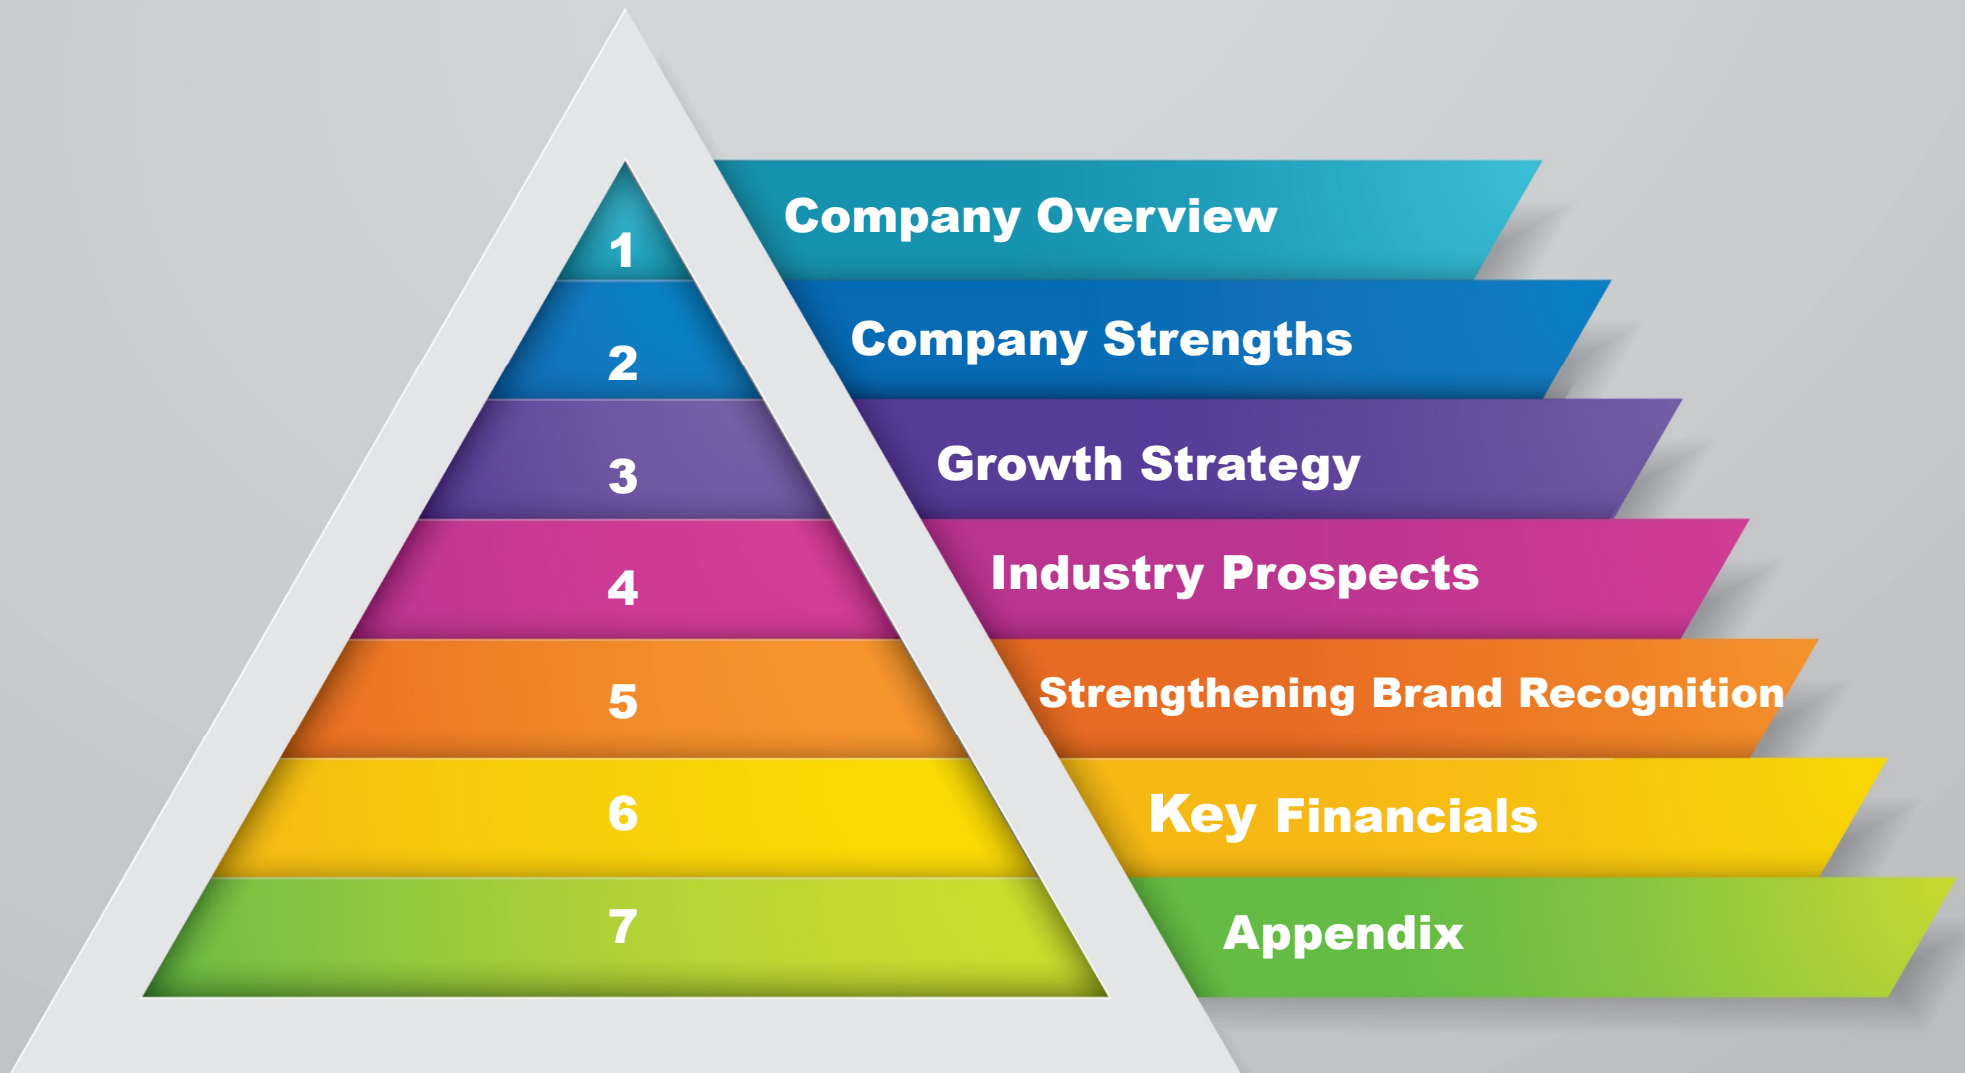 1
Company Overview
2
Company Strengths
3
Growth Strategy
4
Industry Prospects
5
Strengthening Brand Recognition
6
Key Financials
7
Appendix